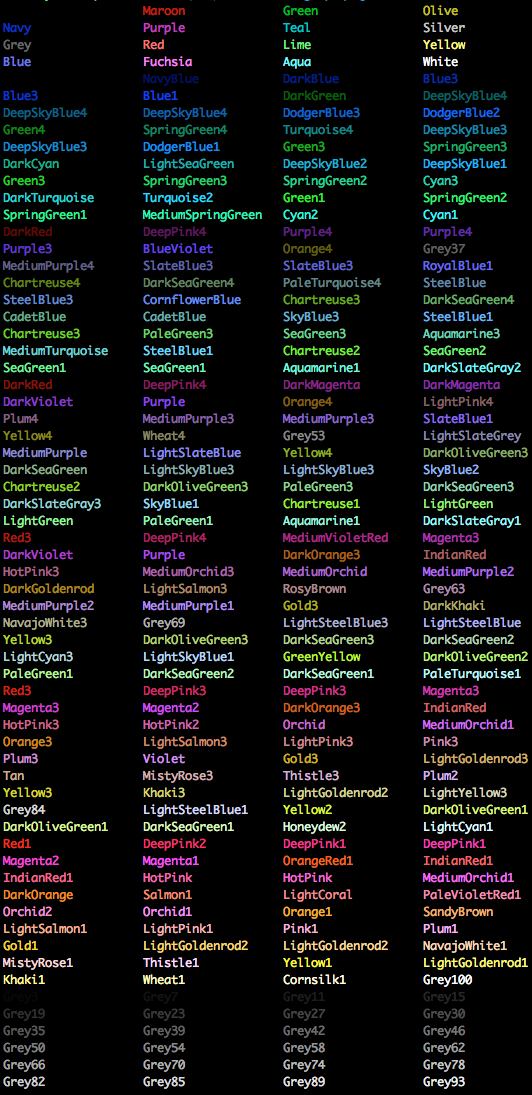 Maroon Green Olive
Navy Purple Teal Silver
Grey Red Lime Yellow
Blue Fuchsia Aqua White
NavyBlue DarkBlue Blue3
Blue3 Blue1 DarkGreen DeepSkyBlue4
DeepSkyBlue4 DeepSkyBlue4 DodgerBlue3 DodgerBlue2
Green4 SpringGreen4 Turquoise4 DeepSkyBlue3
DeepSkyBlue3 DodgerBlue1 Green3 SpringGreen3
DarkCyan LightSeaGreen DeepSkyBlue2 DeepSkyBlue1
Green3 SpringGreen3 SpringGreen2 Cyan3
DarkTurquoise Turquoise2 Green1 SpringGreen2
SpringGreen1 MediumSpringGreen Cyan2 Cyan1
DarkRed DeepPink4 Purple4 Purple4
Purple3 BlueViolet Orange4 Grey37
MediumPurple4 SlateBlue3 SlateBlue3 RoyalBlue1
Chartreuse4 DarkSeaGreen4 PaleTurquoise4 SteelBlue
SteelBlue3 CornflowerBlue Chartreuse3 DarkSeaGreen4
CadetBlue CadetBlue SkyBlue3 SteelBlue1
Chartreuse3 PaleGreen3 SeaGreen3 Aquamarine3
MediumTurquoise SteelBlue1 Chartreuse2 SeaGreen2
SeaGreen1 SeaGreen1 Aquamarine1 DarkSlateGray2
DarkRed DeepPink4 DarkMagenta DarkMagenta
DarkViolet Purple Orange4 LightPink4
Plum4 MediumPurple3 MediumPurple3 SlateBlue1
Yellow4 Wheat4 Grey53 LightSlateGrey
MediumPurple LightSlateBlue Yellow4 DarkOliveGreen3
DarkSeaGreen LightSkyBlue3 LightSkyBlue3 SkyBlue2
Chartreuse2 DarkOliveGreen3 PaleGreen3 DarkSeaGreen3
DarkSlateGray3 SkyBlue1 Chartreuse1 LightGreen
LightGreen PaleGreen1 Aquamarine1 DarkSlateGray1
Red3 DeepPink4 MediumVioletRed Magenta3
DarkViolet Purple DarkOrange3 IndianRed
HotPink3 MediumOrchid3 MediumOrchid MediumPurple2
DarkGoldenrod LightSalmon3 RosyBrown Grey63
MediumPurple2 MediumPurple1 Gold3 DarkKhaki
NavajoWhite3 Grey69 LightSteelBlue3 LightSteelBlue
Yellow3 DarkOliveGreen3 DarkSeaGreen3 DarkSeaGreen2
LightCyan3 LightSkyBlue1 GreenYellow DarkOliveGreen2
PaleGreen1 DarkSeaGreen2 DarkSeaGreen1 PaleTurquoise1
Red3 DeepPink3 DeepPink3 Magenta3
Magenta3 Magenta2 DarkOrange3 IndianRed
HotPink3 HotPink2 Orchid MediumOrchid1
Orange3 LightSalmon3 LightPink3 Pink3
Plum3 Violet Gold3 LightGoldenrod3
Tan MistyRose3 Thistle3 Plum2
Yellow3 Khaki3 LightGoldenrod2 LightYellow3
Grey84 LightSteelBlue1 Yellow2 DarkOliveGreen1
DarkOliveGreen1 DarkSeaGreen1 Honeydew2 LightCyan1
Red1 DeepPink2 DeepPink1 DeepPink1
Magenta2 Magenta1 OrangeRed1 IndianRed1
IndianRed1 HotPink HotPink MediumOrchid1
DarkOrange Salmon1 LightCoral PaleVioletRed1
Orchid2 Orchid1 Orange1 SandyBrown
LightSalmon1 LightPink1 Pink1 Plum1
Gold1 LightGoldenrod2 LightGoldenrod2 NavajoWhite1
MistyRose1 Thistle1 Yellow1 LightGoldenrod1
Khaki1 Wheat1 Cornsilk1 Grey100
Grey3 Grey7 Grey11 Grey15
Grey19 Grey23 Grey27 Grey30
Grey35 Grey39 Grey42 Grey46
Grey50 Grey54 Grey58 Grey62
Grey66 Grey70 Grey74 Grey78
Grey82 Grey85 Grey89 Grey93